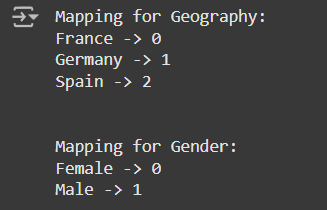 Mapping for Geography:
France -> 0
Germany -> 1
Spain -> 2
Mapping for Gender:
Female -> 0
Male -> 1